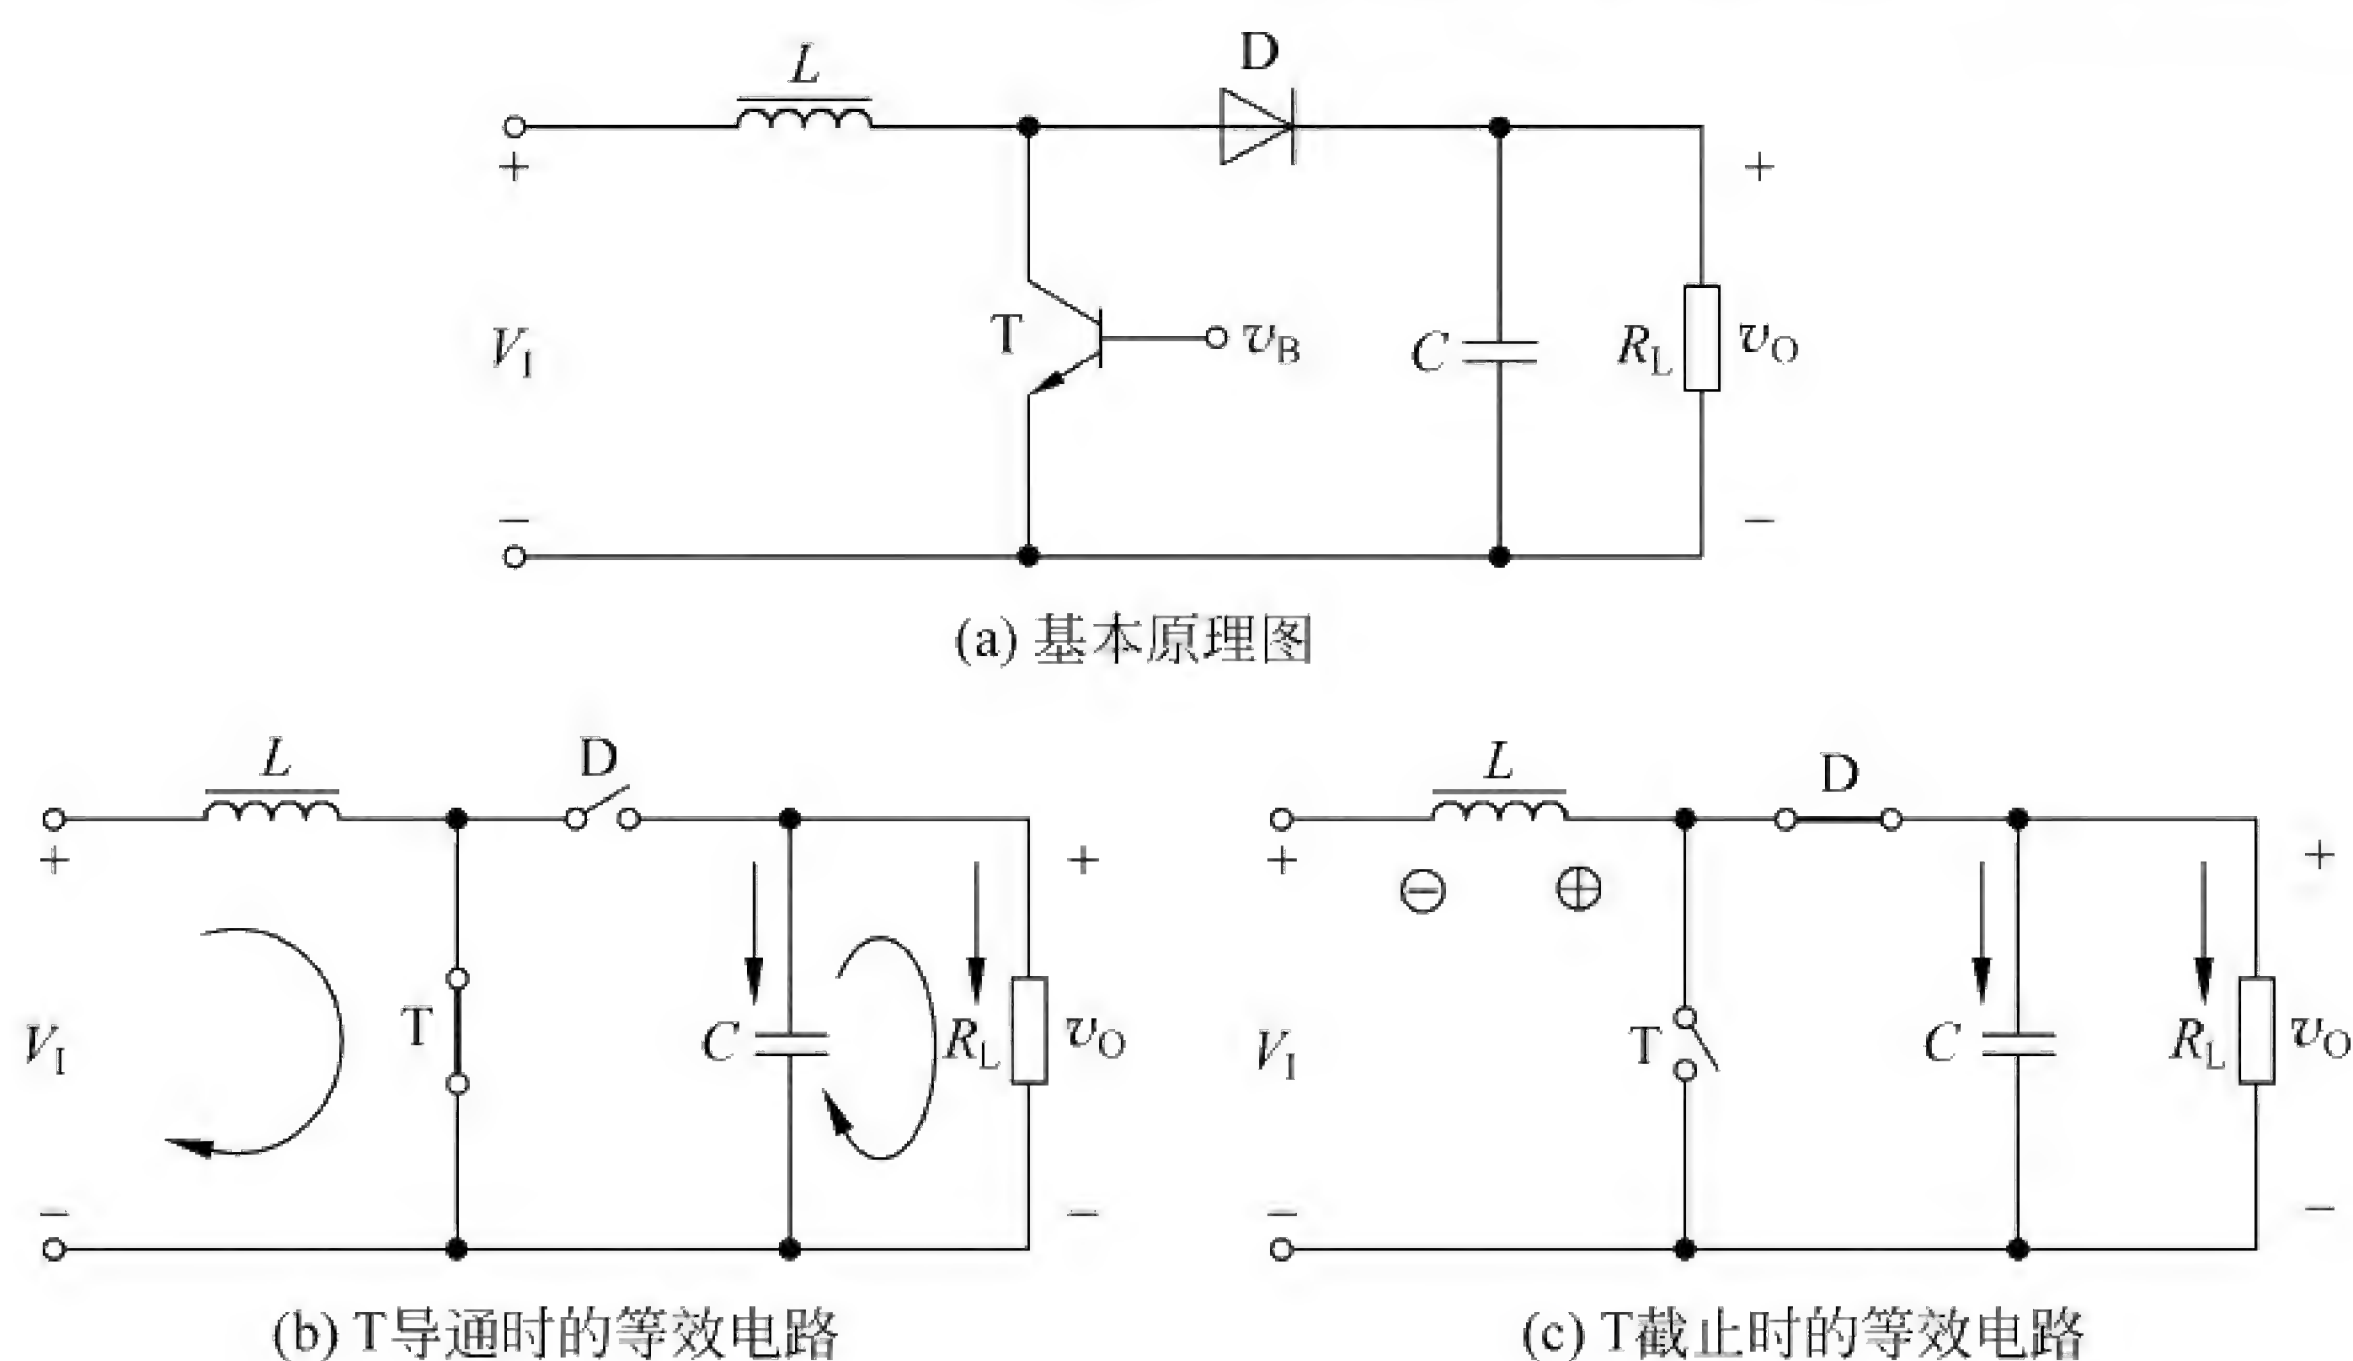 L
D
+
+
V_I
T
v_B
C
R_L
v_O
−
−
(a) 基本原理图
L
D
+
+
V_I
T
C
R_L
v_O
−
−
(b) T导通时的等效电路
L
D
+
⊖
⊕
+
V_I
T
C
R_L
v_O
−
−
(c) T截止时的等效电路